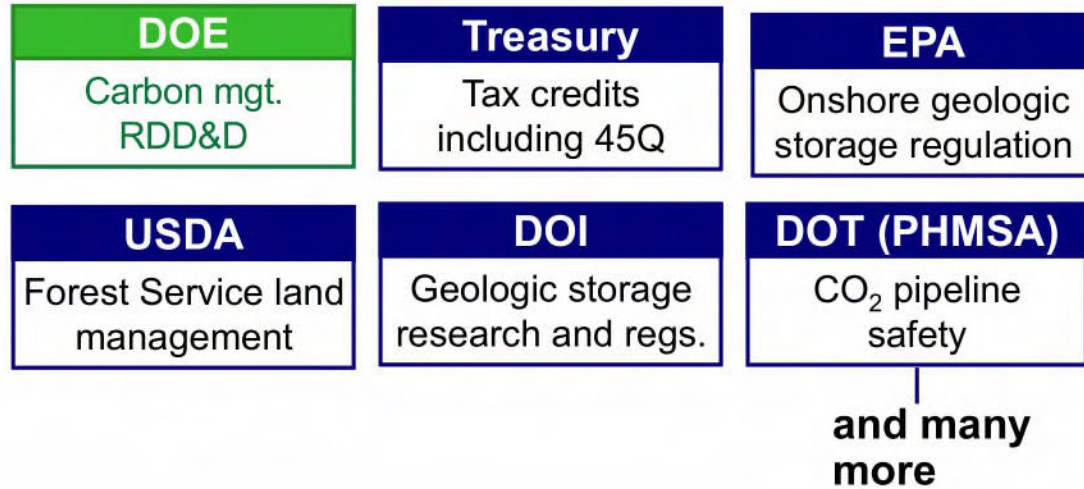 DOE
Carbon mgt.
RDD&D
Treasury
Tax credits
including 45Q
EPA
Onshore geologic
storage regulation
USDA
Forest Service land
management
DOI
Geologic storage
research and regs.
DOT (PHMSA)
CO₂ pipeline
safety
and many
more